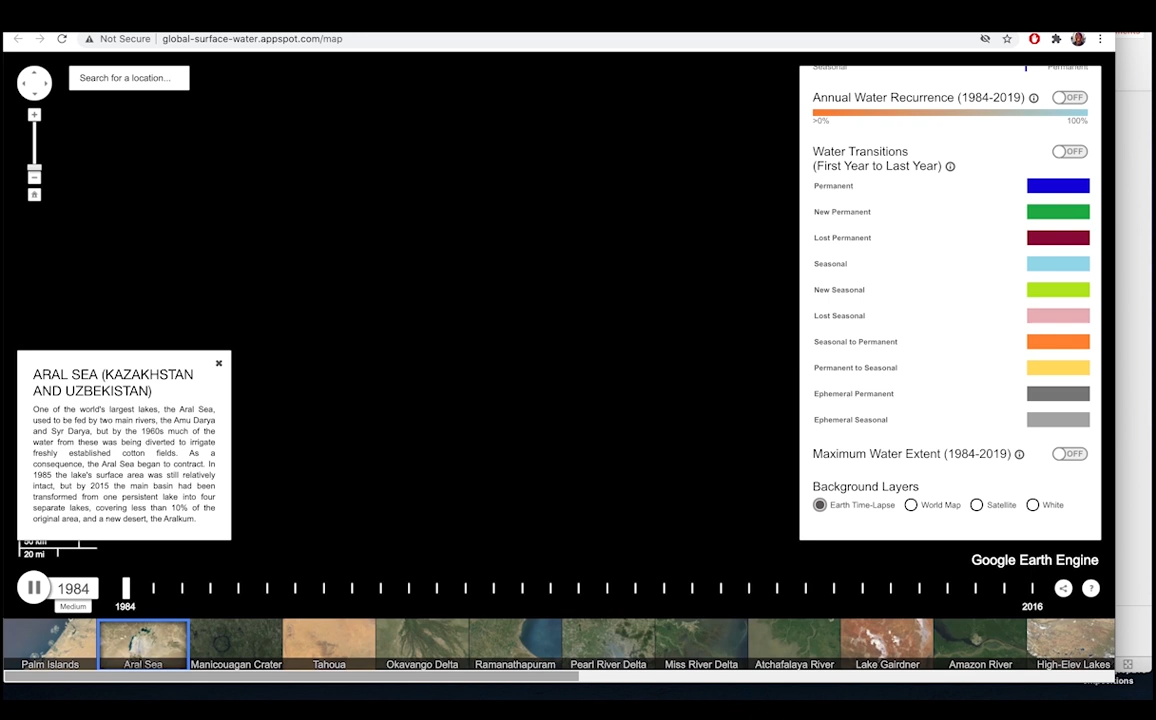 Not Secure
global-surface-water.appspot.com/map
Search for a location...
Seasonal
Permanent
Annual Water Recurrence (1984-2019)
OFF
>0%
100%
Water Transitions
(First Year to Last Year)
OFF
Permanent
New Permanent
Lost Permanent
Seasonal
New Seasonal
Lost Seasonal
Seasonal to Permanent
Permanent to Seasonal
Ephemeral Permanent
Ephemeral Seasonal
Maximum Water Extent (1984-2019)
OFF
Background Layers
Earth Time-Lapse
World Map
Satellite
White
ARAL SEA (KAZAKHSTAN
AND UZBEKISTAN)
One of the world's largest lakes, the Aral Sea,
used to be fed by two main rivers, the Amu Darya
and Syr Darya, but by the 1960s much of the
water from these was being diverted to irrigate
freshly established cotton fields. As a
consequence, the Aral Sea began to contract. In
1985 the lake's surface area was still relatively
intact, but by 2015 the main basin had been
transformed from one persistent lake into four
separate lakes, covering less than 10% of the
original area, and a new desert, the Aralkum.
20 mi
Google Earth Engine
1984
Medium
1984
2016
Palm Islands
Aral Sea
Manicouagan Crater
Tahoua
Okavango Delta
Ramanathapuram
Pearl River Delta
Miss River Delta
Atchafalaya River
Lake Gairdner
Amazon River
High-Elev Lakes